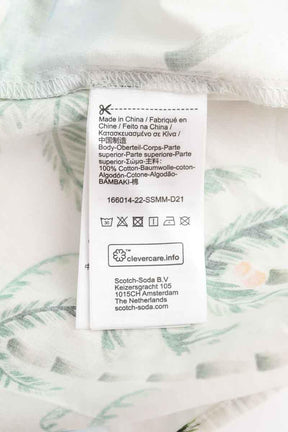 Made in China / Fabriqué en
Chine / Feito na China /
Κατασκευασμένο σε Κίνα /
中国制造
Body-Oberteil-Corps-Parte
superior-Parte superiore-Parte
superior-Σώμα /主料/
100% Cotton-Baumwolle-coton-
Algodón-Cotone-Algodão-
ΒΑΜΒΑΚΙ-棉
166014-22-SSMM-D21
clevercare.info
Scotch-Soda B.V
Keizersgracht 105
1015CH Amsterdam
The Netherlands
scotch-soda.com